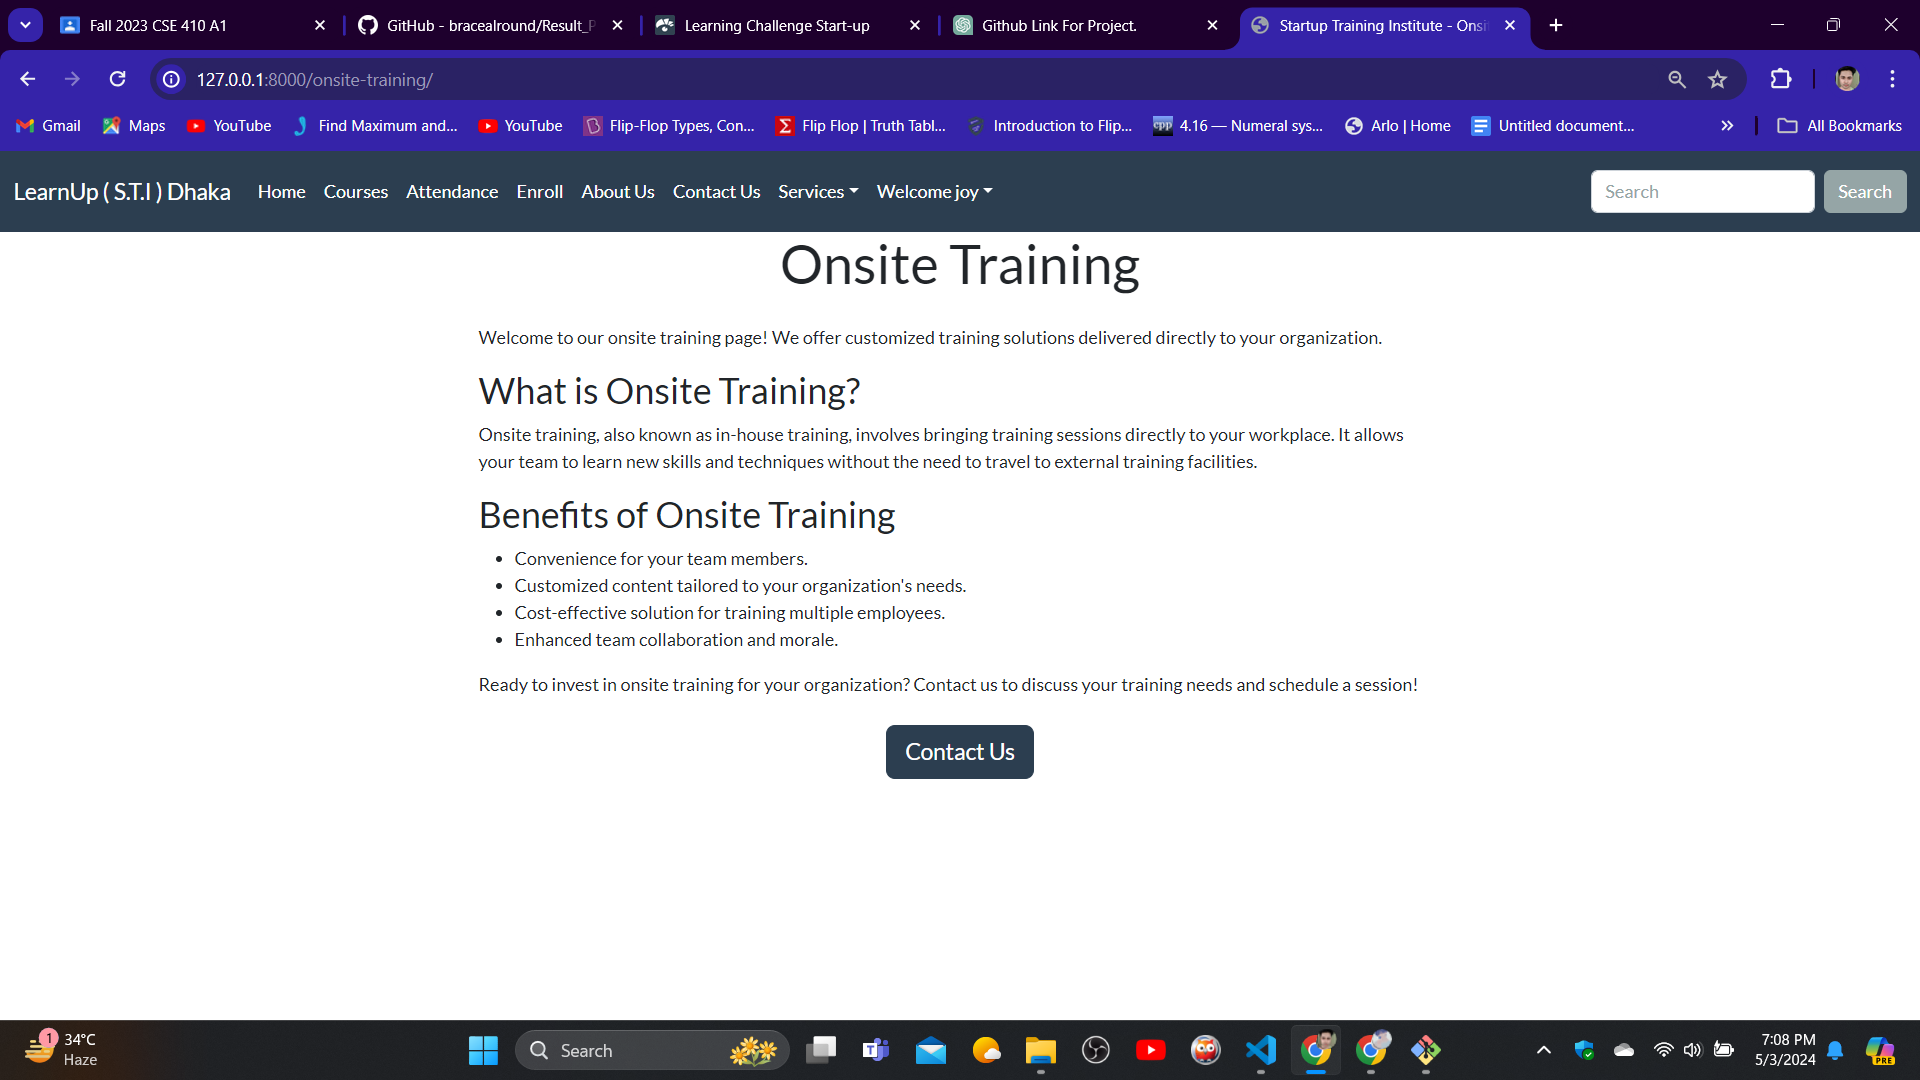 Fall 2023 CSE 410 A1
GitHub - bracealround/Result_P
Learning Challenge Start-up
Github Link For Project.
Startup Training Institute - Onsi
127.0.0.1:8000/onsite-training/
Gmail
Maps
YouTube
Find Maximum and...
YouTube
Flip-Flop Types, Con...
Flip Flop | Truth Tabl...
Introduction to Flip...
4.16 — Numeral sys...
Arlo | Home
Untitled document...
All Bookmarks
LearnUp ( S.T.I ) Dhaka
Home
Courses
Attendance
Enroll
About Us
Contact Us
Services
Welcome joy
Search
Search
Onsite Training
Welcome to our onsite training page! We offer customized training solutions delivered directly to your organization.
What is Onsite Training?
Onsite training, also known as in-house training, involves bringing training sessions directly to your workplace. It allows
your team to learn new skills and techniques without the need to travel to external training facilities.
Benefits of Onsite Training
• Convenience for your team members.
• Customized content tailored to your organization's needs.
• Cost-effective solution for training multiple employees.
• Enhanced team collaboration and morale.
Ready to invest in onsite training for your organization? Contact us to discuss your training needs and schedule a session!
Contact Us
1
34°C
Haze
Search
7:08 PM
5/3/2024
PRE